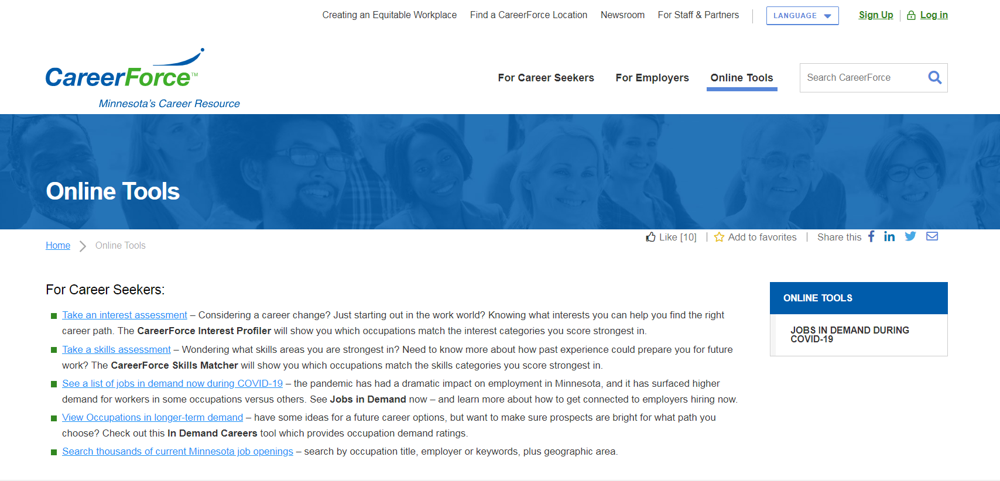 Creating an Equitable Workplace Find a CareerForce Location Newsroom For Staff & Partners LANGUAGE Sign Up Log in
CareerForce™
Minnesota's Career Resource
For Career Seekers For Employers Online Tools Search CareerForce
Online Tools
Home Online Tools
Like [10] Add to favorites Share this
For Career Seekers:
Take an interest assessment – Considering a career change? Just starting out in the work world? Knowing what interests you can help you find the right
career path. The CareerForce Interest Profiler will show you which occupations match the interest categories you score strongest in.
Take a skills assessment – Wondering what skills areas you are strongest in? Need to know more about how past experience could prepare you for future
work? The CareerForce Skills Matcher will show you which occupations match the skills categories you score strongest in.
See a list of jobs in demand now during COVID-19 – the pandemic has had a dramatic impact on employment in Minnesota, and it has surfaced higher
demand for workers in some occupations versus others. See Jobs in Demand now – and learn more about how to get connected to employers hiring now.
View Occupations in longer-term demand – have some ideas for a future career options, but want to make sure prospects are bright for what path you
choose? Check out this In Demand Careers tool which provides occupation demand ratings.
Search thousands of current Minnesota job openings – search by occupation title, employer or keywords, plus geographic area.
ONLINE TOOLS
JOBS IN DEMAND DURING
COVID-19